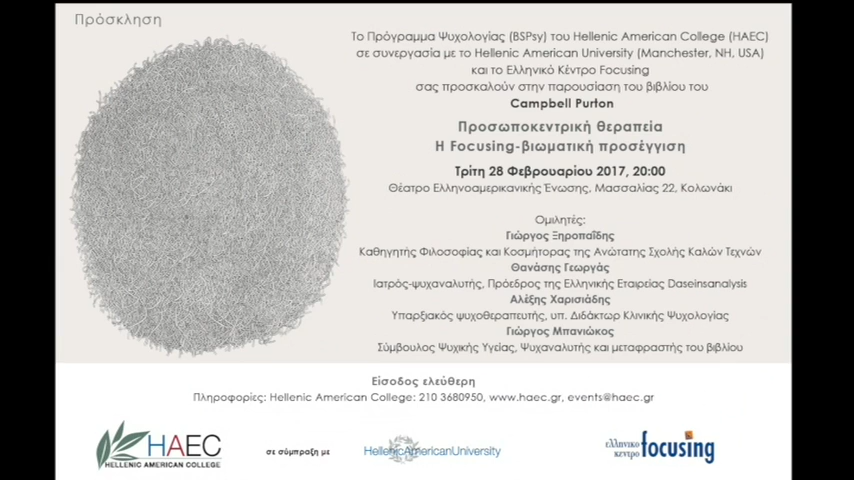 Πρόσκληση
Το Πρόγραμμα Ψυχολογίας (BSPsy) του Hellenic American College (HAEC)
σε συνεργασία με το Hellenic American University (Manchester, NH, USA)
και το Ελληνικό Κέντρο Focusing
σας προσκαλούν στην παρουσίαση του βιβλίου του
Campbell Purton
Προσωποκεντρική θεραπεία
Η Focusing-βιωματική προσέγγιση
Τρίτη 28 Φεβρουαρίου 2017, 20:00
Θέατρο Ελληνοαμερικανικής Ένωσης, Μασσαλίας 22, Κολωνάκι
Ομιλητές:
Γιώργος Ξηροπαΐδης
Καθηγητής Φιλοσοφίας και Κοσμήτορας της Ανώτατης Σχολής Καλών Τεχνών
Θανάσης Γεωργάς
Ιατρός-ψυχαναλυτής, Πρόεδρος της Ελληνικής Εταιρείας Daseinsanalysis
Αλέξης Χαρισιάδης
Υπαρξιακός ψυχοθεραπευτής, υπ. Διδάκτωρ Κλινικής Ψυχολογίας
Γιώργος Μπανιώκος
Σύμβουλος Ψυχικής Υγείας, Ψυχαναλυτής και μεταφραστής του βιβλίου
Είσοδος ελεύθερη
Πληροφορίες: Hellenic American College: 210 3680950, www.haec.gr, events@haec.gr
HAEC
HELLENIC AMERICAN COLLEGE
σε σύμπραξη με
HellenicAmericanUniversity
ελληνικο
κεντρο
focusing